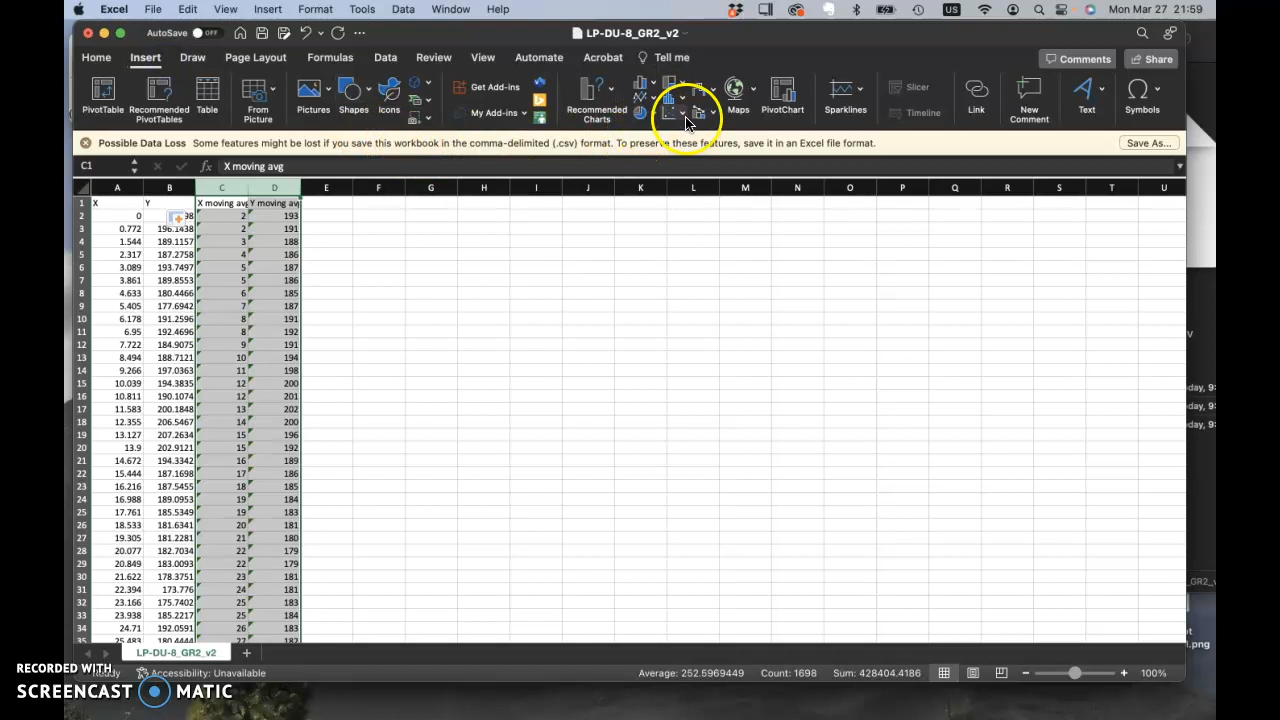 Excel File Edit View Insert Format Tools Data Window Help US Mon Mar 27 21:59
AutoSave OFF LP-DU-8_GR2_v2
Home Insert Draw Page Layout Formulas Data Review View Automate Acrobat Tell me Comments Share
PivotTable Recommended PivotTables Table From Picture Pictures Shapes Icons Get Add-ins My Add-ins Recommended Charts Maps PivotChart Sparklines Slicer Timeline Link New Comment Text Symbols
Possible Data Loss Some features might be lost if you save this workbook in the comma-delimited (.csv) format. To preserve these features, save it in an Excel file format. Save As...
C1 fx X moving avg
A B C D E F G H I J K L M N O P Q R S T U
1 X Y X moving avg Y moving avg
2 0 98 2 193
3 0.772 196.1438 2 191
4 1.544 189.1157 3 188
5 2.317 187.2758 4 186
6 3.089 193.7497 5 187
7 3.861 189.8553 5 186
8 4.633 180.4466 6 185
9 5.405 177.6942 7 187
10 6.178 191.2596 8 191
11 6.95 192.4696 8 192
12 7.722 184.9075 9 191
13 8.494 188.7121 10 194
14 9.266 197.0363 11 198
15 10.039 194.3835 12 200
16 10.811 190.1074 12 201
17 11.583 200.1848 13 202
18 12.355 206.5467 14 200
19 13.127 207.2634 15 196
20 13.9 202.9121 15 192
21 14.672 194.3342 16 189
22 15.444 187.1698 17 186
23 16.216 187.5455 18 185
24 16.988 189.0953 19 184
25 17.761 185.5349 19 183
26 18.533 181.6341 20 181
27 19.305 181.2281 21 180
28 20.077 182.7034 22 179
29 20.849 183.0093 22 179
30 21.622 178.3751 23 181
31 22.394 173.776 24 181
32 23.166 175.7402 25 183
33 23.938 185.2217 25 184
34 24.71 192.0591 26 183
35 25.483 180.4444 27 182
LP-DU-8_GR2_v2
Ready Accessibility: Unavailable Average: 252.5969449 Count: 1698 Sum: 428404.4186 100%
RECORDED WITH
SCREENCAST MATIC